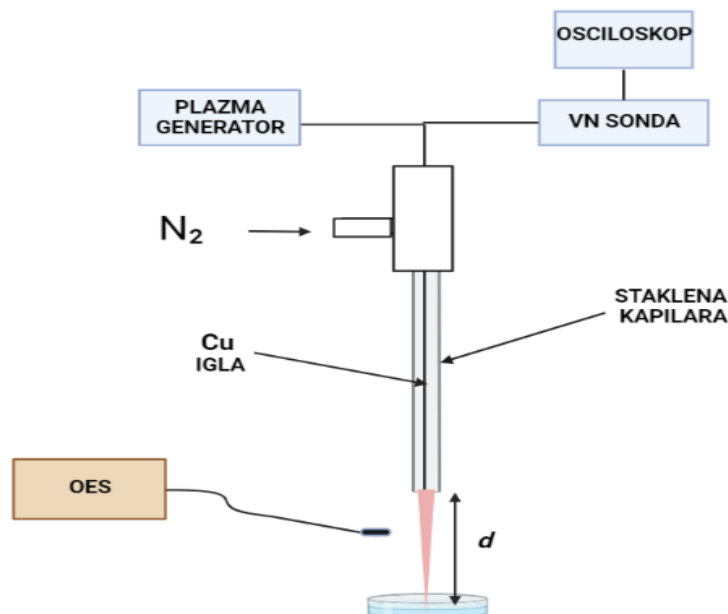 OSCILOSKOP
PLAZMA
GENERATOR
VN SONDA
N₂
STAKLENA
KAPILARA
Cu
IGLA
OES
d